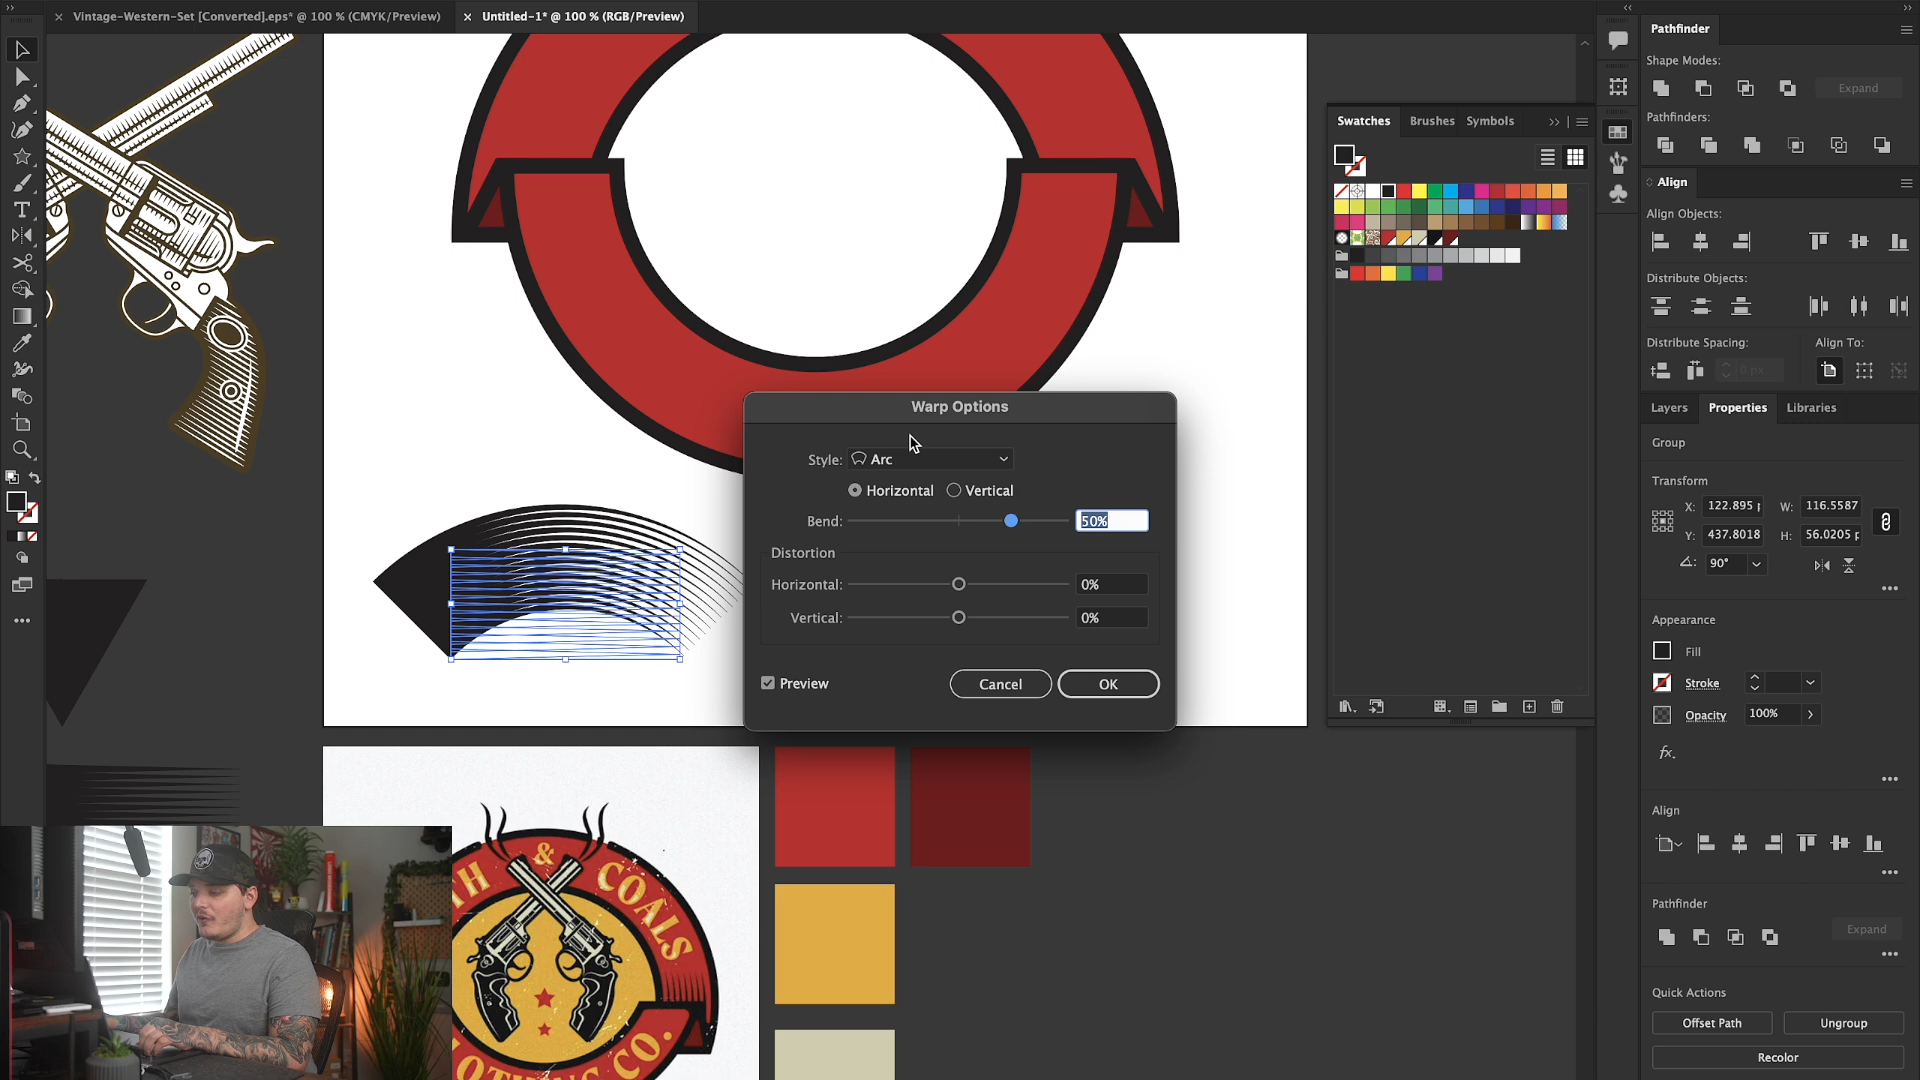 Vintage-Western-Set [Converted].eps* @ 100 % (CMYK/Preview)
Untitled-1* @ 100 % (RGB/Preview)
Pathfinder
Shape Modes:
Expand
Pathfinders:
Swatches
Brushes
Symbols
Align
Align Objects:
Distribute Objects:
Distribute Spacing:
Align To:
0 px
Layers
Properties
Libraries
Group
Transform
X:
122.895
W:
116.5587
Y:
437.8018
H:
56.0205 p
90°
Appearance
Fill
Stroke
Opacity
100%
fx.
Align
Pathfinder
Expand
Quick Actions
Offset Path
Ungroup
Recolor
Warp Options
Style:
Arc
Horizontal
Vertical
Bend:
50%
Distortion
Horizontal:
0%
Vertical:
0%
Preview
Cancel
OK
&
COALS
CO.